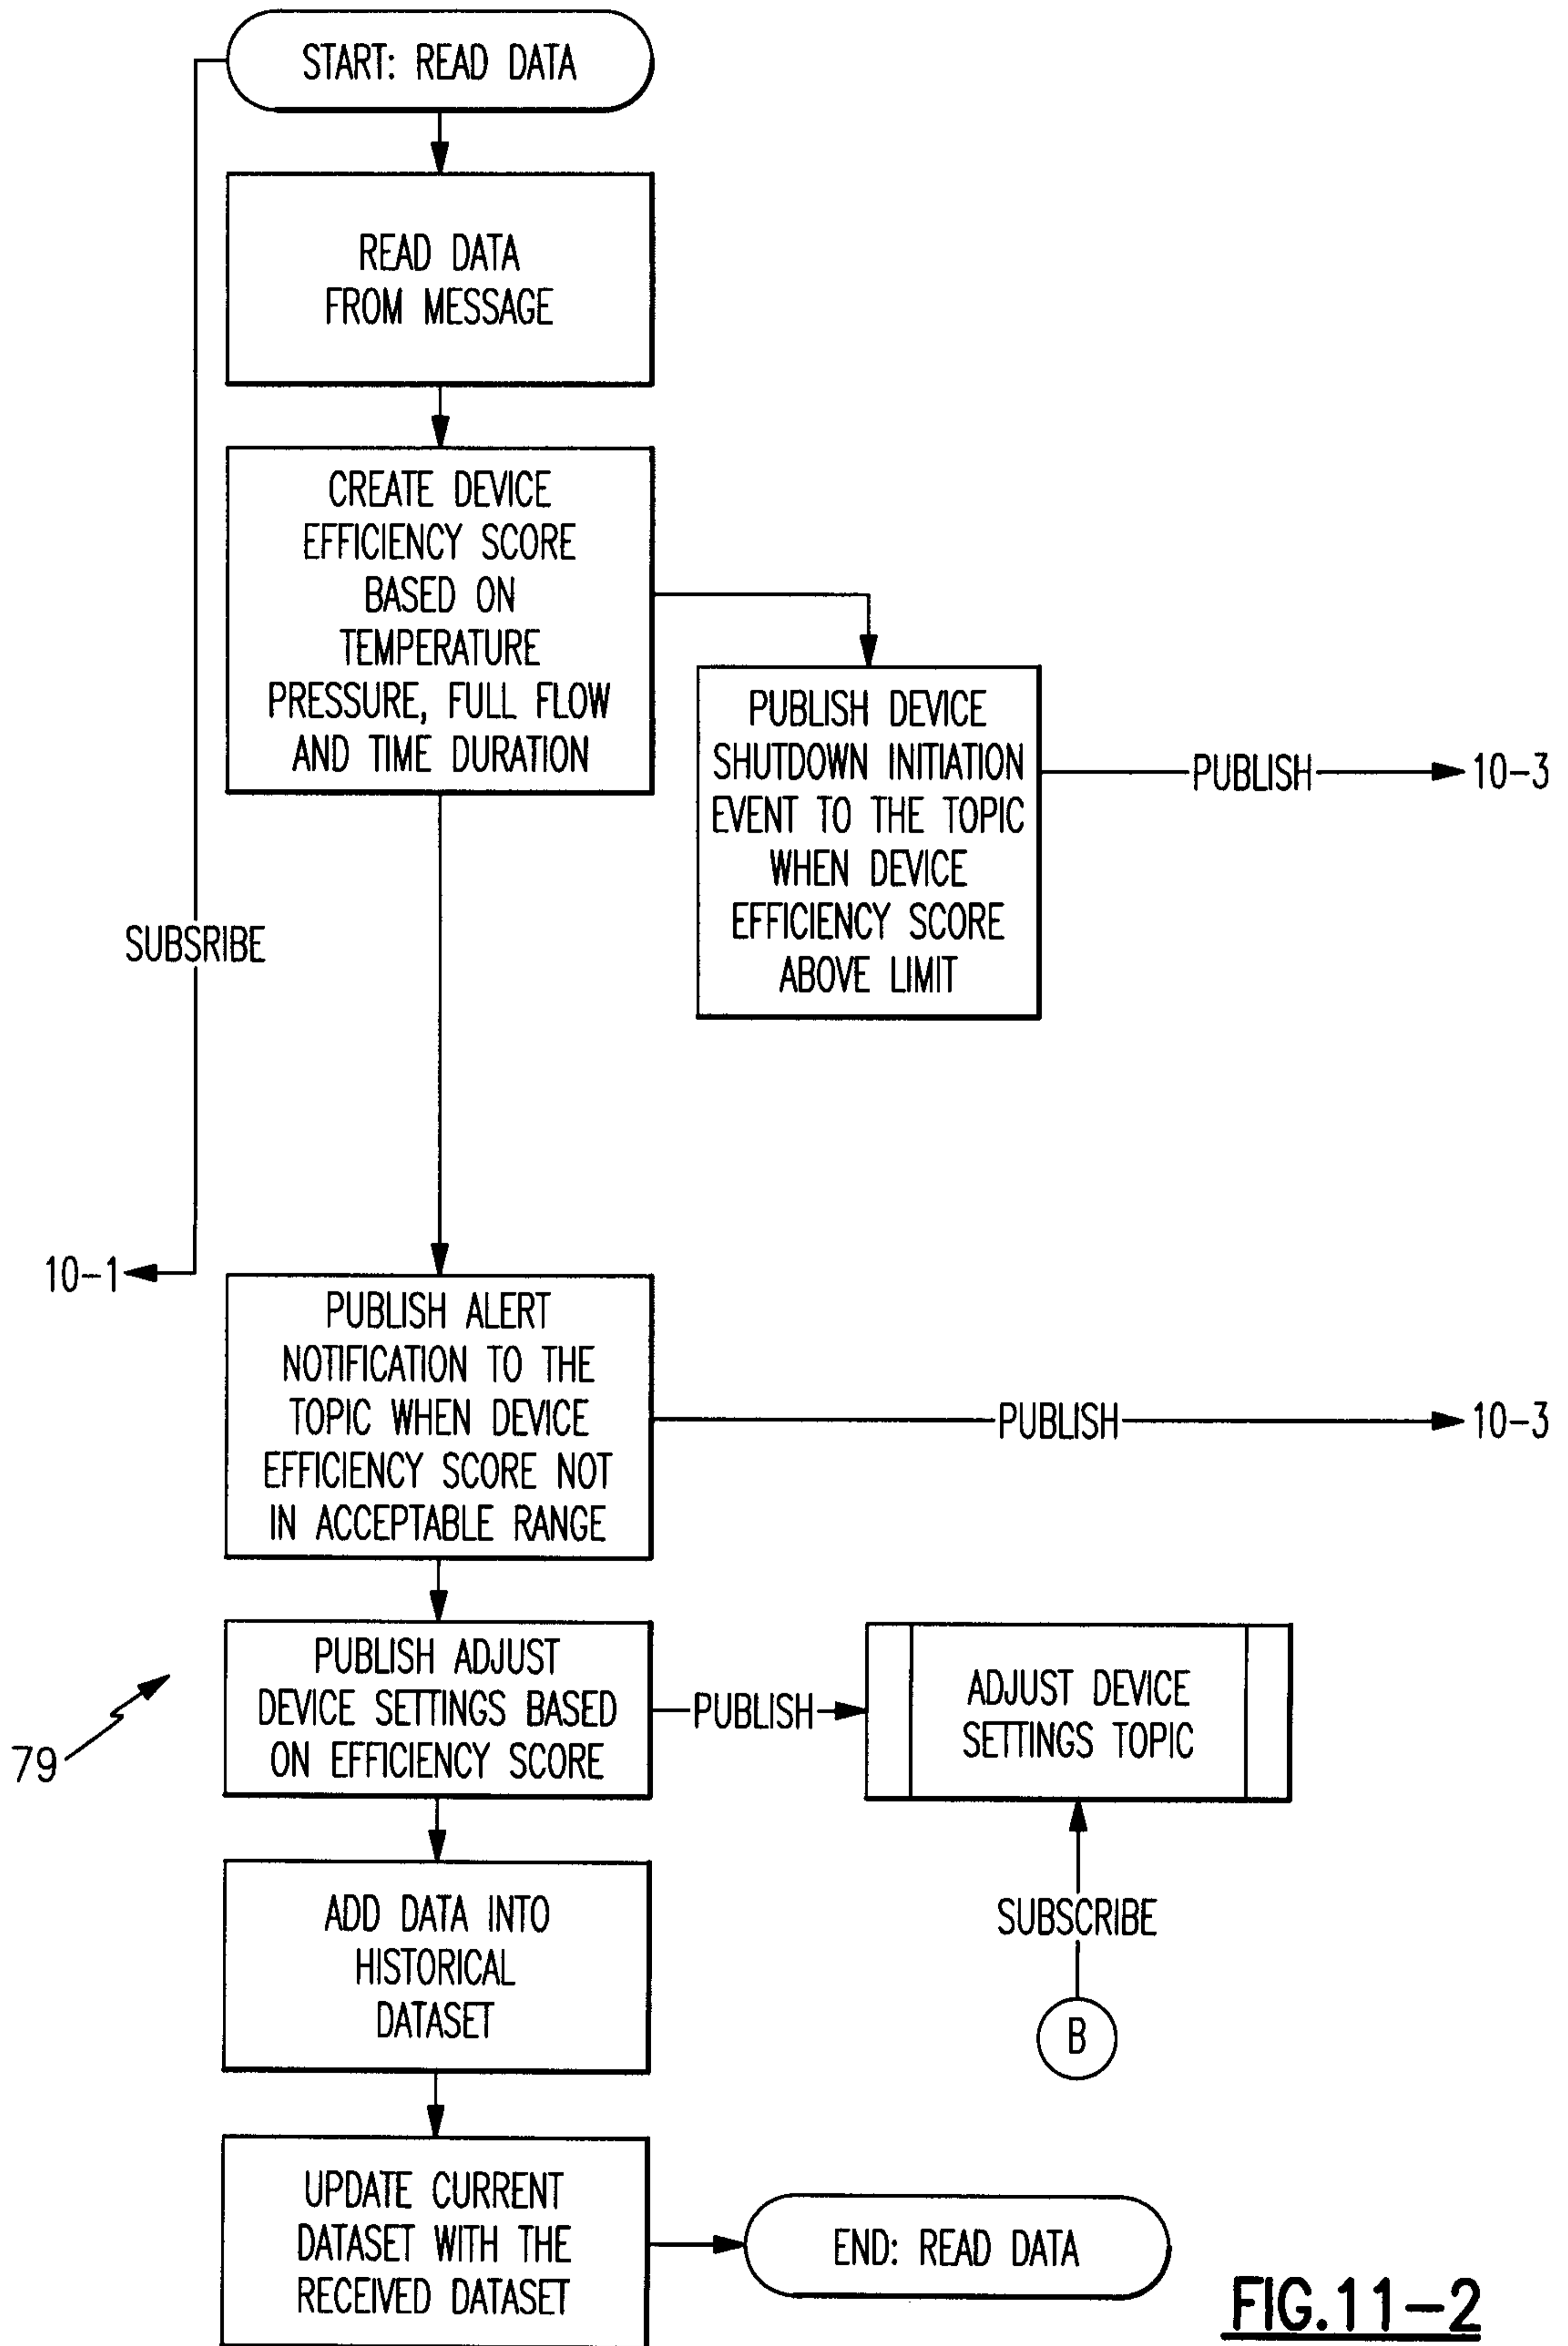 START: READ DATA
READ DATA
FROM MESSAGE
CREATE DEVICE
EFFICIENCY SCORE
BASED ON
TEMPERATURE
PRESSURE, FULL FLOW
AND TIME DURATION
PUBLISH DEVICE
SHUTDOWN INITIATION
EVENT TO THE TOPIC
WHEN DEVICE
EFFICIENCY SCORE
ABOVE LIMIT
PUBLISH
10-3
SUBSRIBE
10-1
PUBLISH ALERT
NOTIFICATION TO THE
TOPIC WHEN DEVICE
EFFICIENCY SCORE NOT
IN ACCEPTABLE RANGE
PUBLISH
10-3
79
PUBLISH ADJUST
DEVICE SETTINGS BASED
ON EFFICIENCY SCORE
PUBLISH
ADJUST DEVICE
SETTINGS TOPIC
SUBSCRIBE
B
ADD DATA INTO
HISTORICAL
DATASET
UPDATE CURRENT
DATASET WITH THE
RECEIVED DATASET
END: READ DATA
FIG.11-2